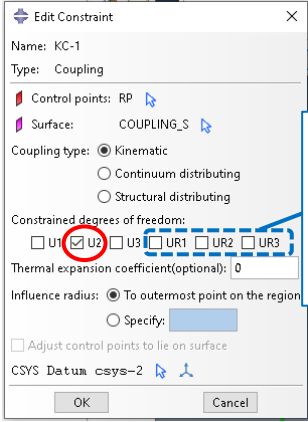 Edit Constraint
Name: KC-1
Type: Coupling
Control points: RP
Surface: COUPLING_S
Coupling type: Kinematic
Continuum distributing
Structural distributing
Constrained degrees of freedom:
U1 U2 U3 UR1 UR2 UR3
Thermal expansion coefficient(optional): 0
Influence radius: To outermost point on the region
Specify:
Adjust control points to lie on surface
CSYS Datum csys-2
OK Cancel